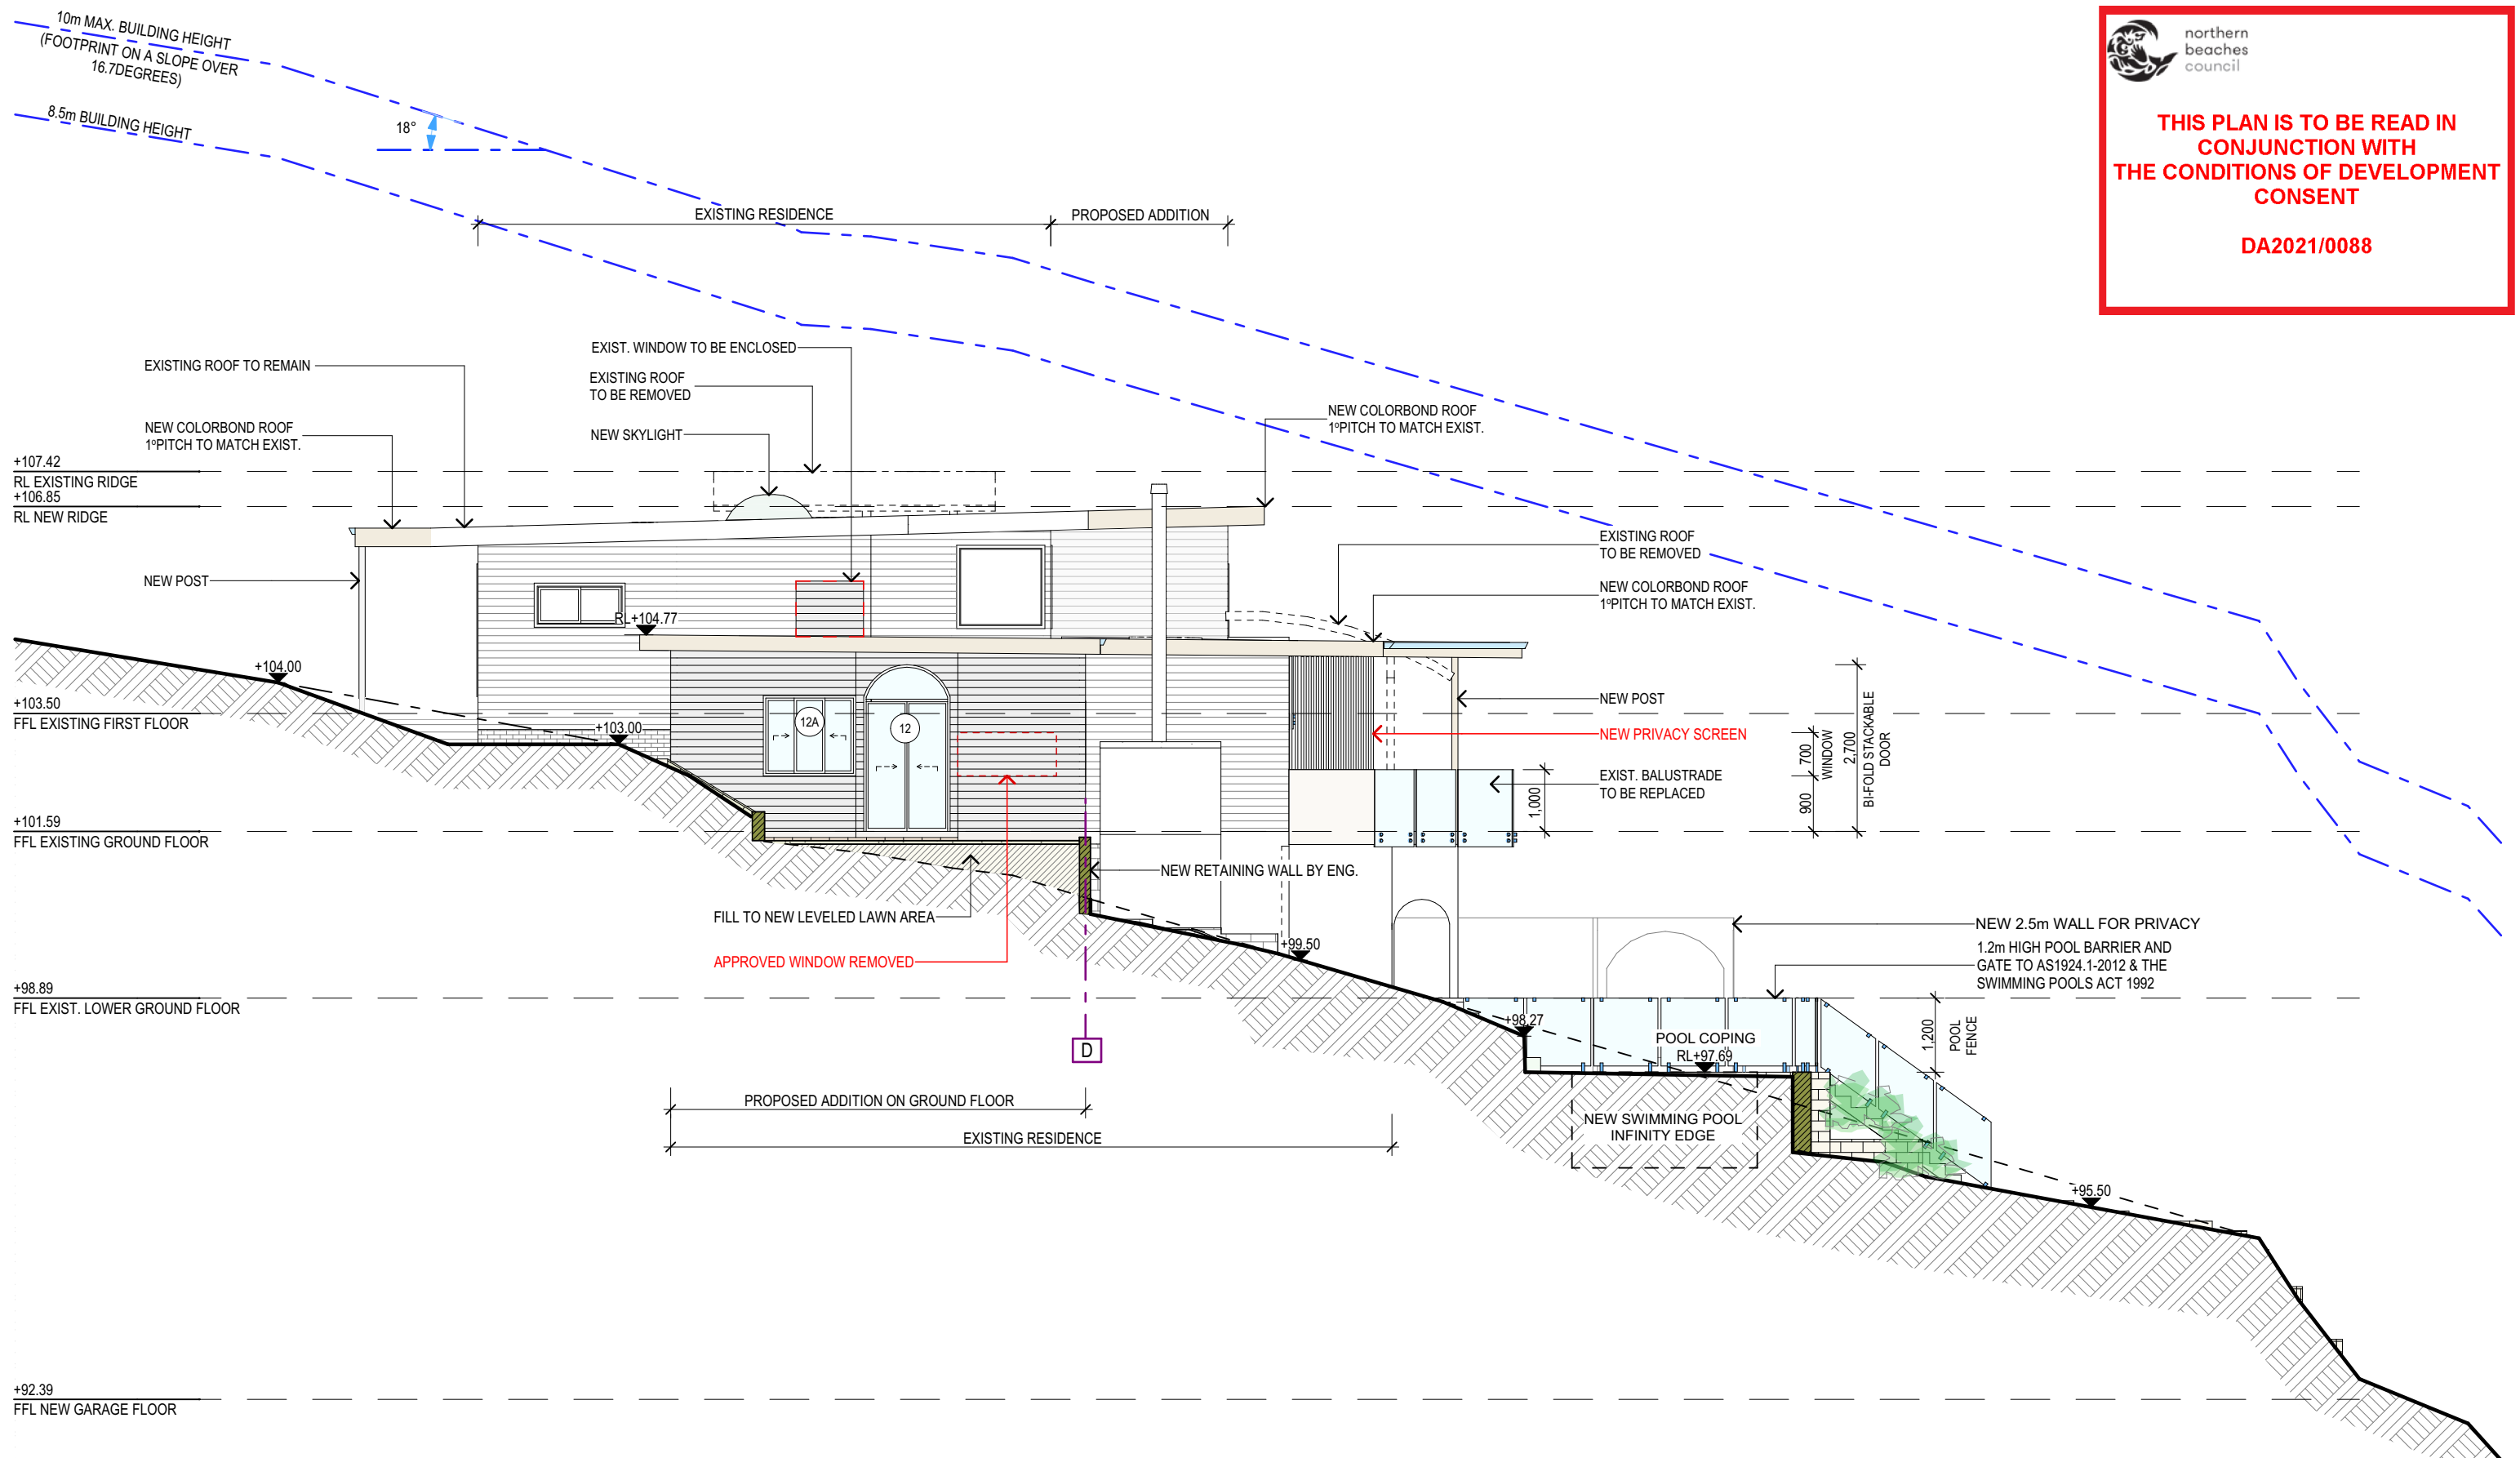 10m MAX. BUILDING HEIGHT
(FOOTPRINT ON A SLOPE OVER
16.7DEGREES)
8.5m BUILDING HEIGHT
18°
northern
beaches
council
THIS PLAN IS TO BE READ IN
CONJUNCTION WITH
THE CONDITIONS OF DEVELOPMENT
CONSENT
DA2021/0088
EXISTING RESIDENCE
PROPOSED ADDITION
EXISTING ROOF TO REMAIN
EXIST. WINDOW TO BE ENCLOSED
EXISTING ROOF
TO BE REMOVED
NEW SKYLIGHT
NEW COLORBOND ROOF
1ºPITCH TO MATCH EXIST.
NEW COLORBOND ROOF
1ºPITCH TO MATCH EXIST.
+107.42
RL EXISTING RIDGE
+106.85
RL NEW RIDGE
NEW POST
EXISTING ROOF
TO BE REMOVED
NEW COLORBOND ROOF
1ºPITCH TO MATCH EXIST.
RL+104.77
+104.00
+103.50
FFL EXISTING FIRST FLOOR
+103.00
12A
12
NEW POST
NEW PRIVACY SCREEN
EXIST. BALUSTRADE
TO BE REPLACED
1,000
900
700
WINDOW
2,700
BI-FOLD STACKABLE
DOOR
+101.59
FFL EXISTING GROUND FLOOR
NEW RETAINING WALL BY ENG.
FILL TO NEW LEVELED LAWN AREA
APPROVED WINDOW REMOVED
+99.50
NEW 2.5m WALL FOR PRIVACY
1.2m HIGH POOL BARRIER AND
GATE TO AS1924.1-2012 & THE
SWIMMING POOLS ACT 1992
+98.89
FFL EXIST. LOWER GROUND FLOOR
D
+98.27
POOL COPING
RL+97.69
1,200
POOL
FENCE
PROPOSED ADDITION ON GROUND FLOOR
EXISTING RESIDENCE
NEW SWIMMING POOL
INFINITY EDGE
+95.50
+92.39
FFL NEW GARAGE FLOOR